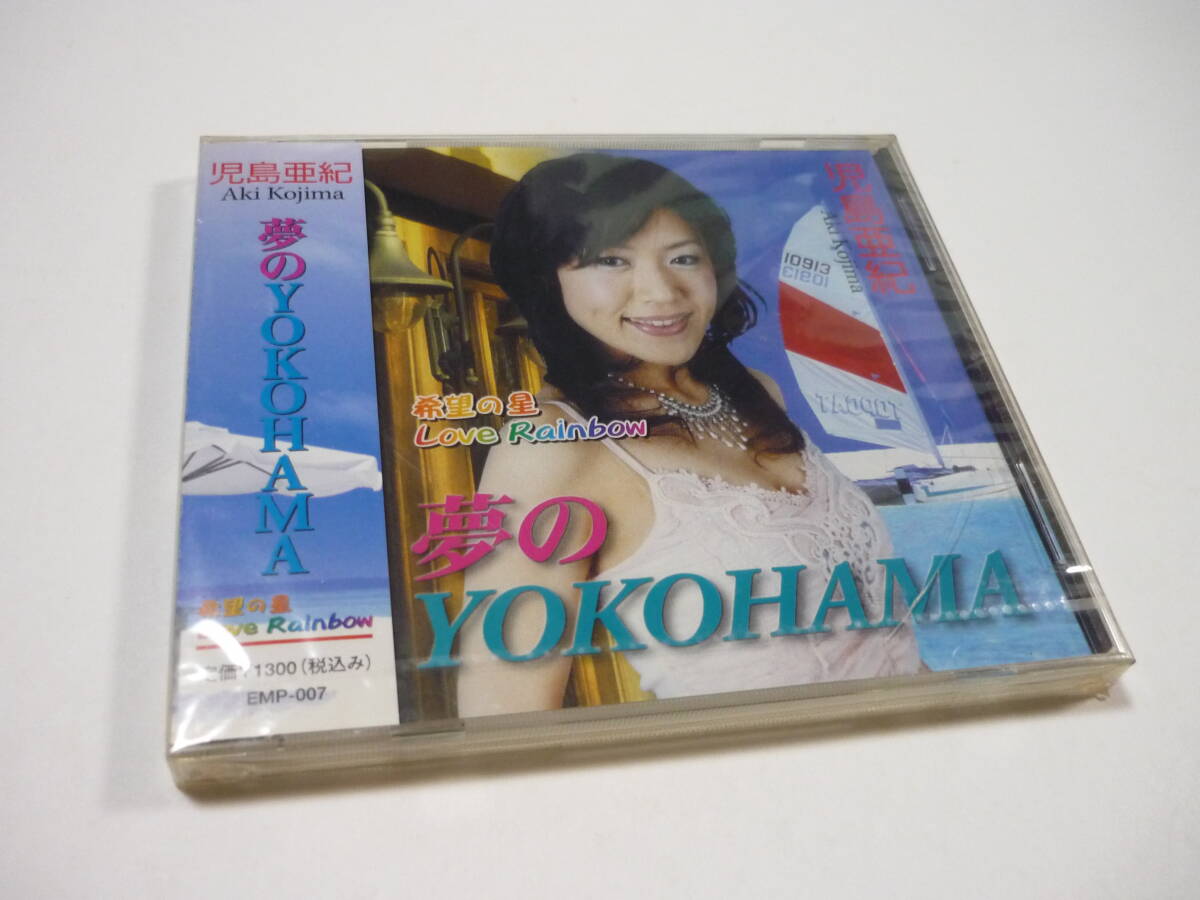 児島亜紀
Aki Kojima
夢のYOKOHAMA
希望の星
Love Rainbow
定価¥1300(税込み)
EMP-007
児島亜紀
Aki Kojima
10913
希望の星
Love Rainbow
夢の
YOKOHAMA